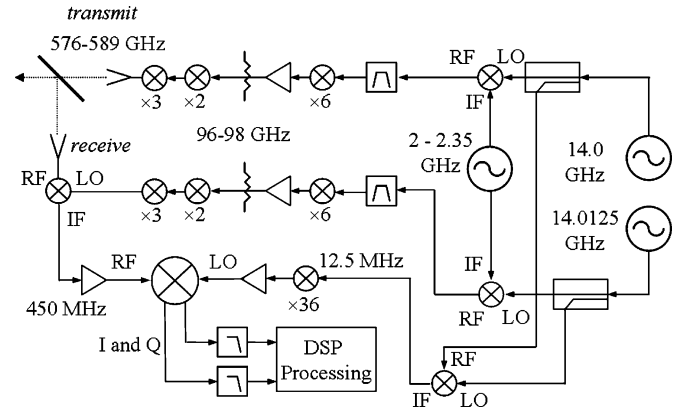 transmit
576-589 GHz
×3
×2
×6
RF
LO
IF
96-98 GHz
2 - 2.35
GHz
14.0
GHz
receive
RF
LO
IF
×3
×2
×6
14.0125
GHz
IF
RF
LO
RF
LO
12.5 MHz
×36
450 MHz
I and Q
DSP
Processing
RF
IF
LO